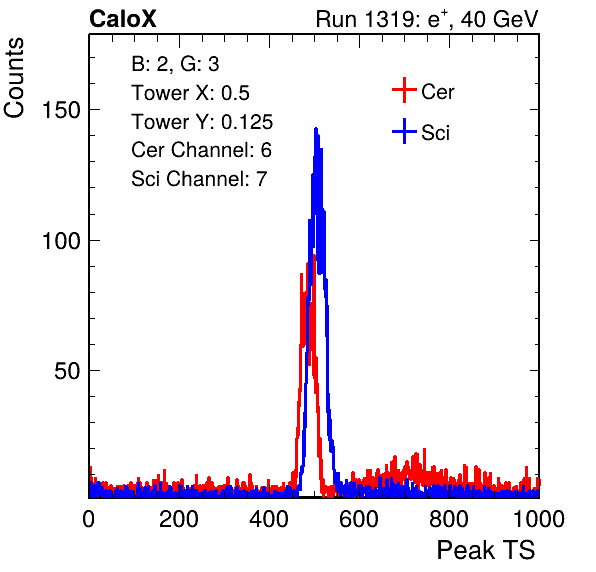 CaloX Run 1319: e⁺, 40 GeV
B: 2, G: 3
Tower X: 0.5
Tower Y: 0.125
Cer Channel: 6
Sci Channel: 7
Cer
Sci
Counts
150
100
50
0 200 400 600 800 1000
Peak TS